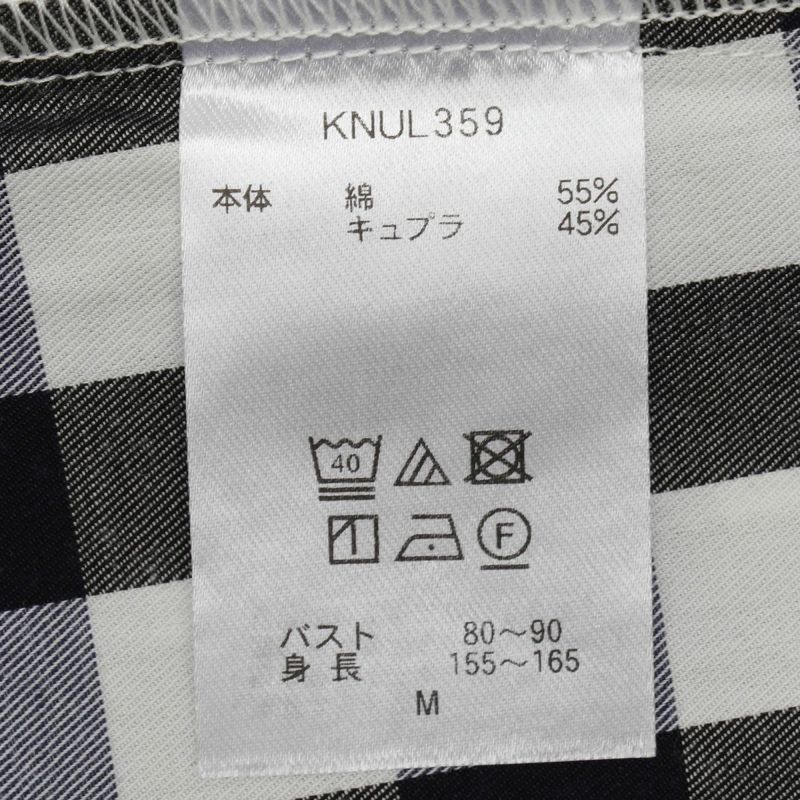 KNUL359
本体 綿 55%
キュプラ 45%
40
F
バスト 80～90
身長 155～165
M